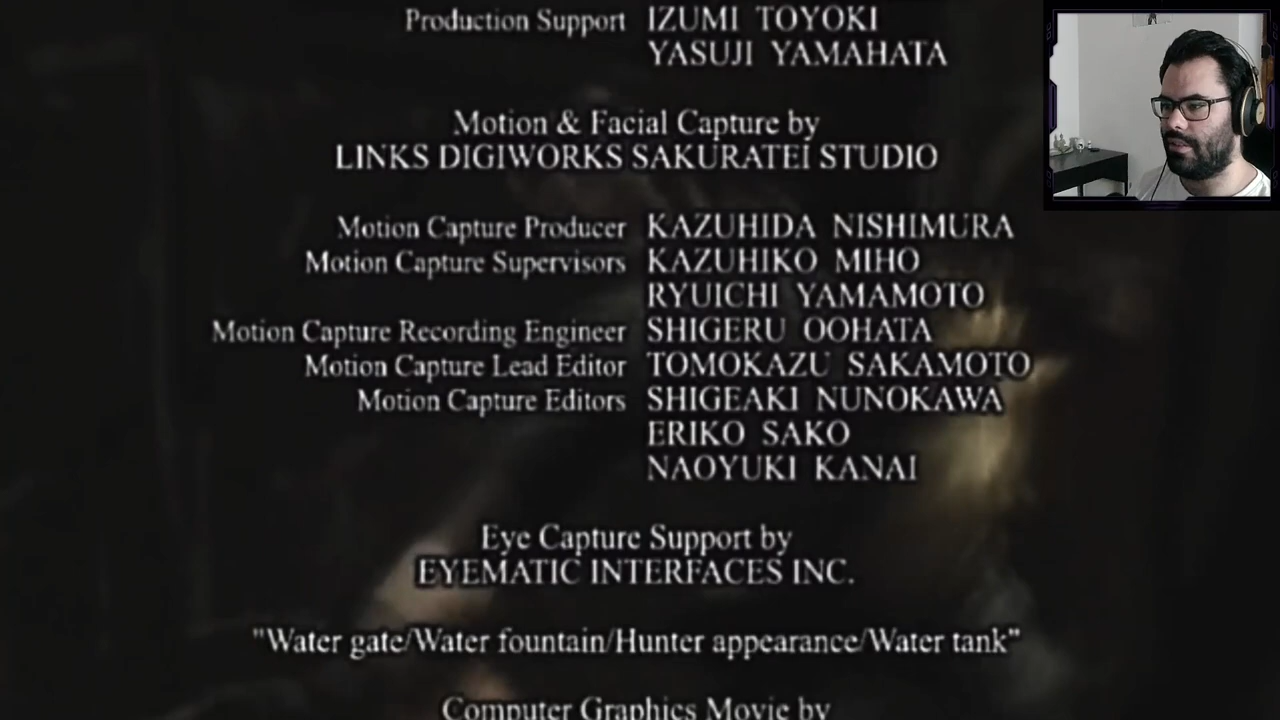 Production Support IZUMI TOYOKI
YASUJI YAMAHATA
Motion & Facial Capture by
LINKS DIGIWORKS SAKURATEI STUDIO
Motion Capture Producer KAZUHIDA NISHIMURA
Motion Capture Supervisors KAZUHIKO MIHO
RYUICHI YAMAMOTO
Motion Capture Recording Engineer SHIGERU OOHATA
Motion Capture Lead Editor TOMOKAZU SAKAMOTO
Motion Capture Editors SHIGEAKI NUNOKAWA
ERIKO SAKO
NAOYUKI KANAI
Eye Capture Support by
EYEMATIC INTERFACES INC.
"Water gate/Water fountain/Hunter appearance/Water tank"
Computer Graphics Movie by